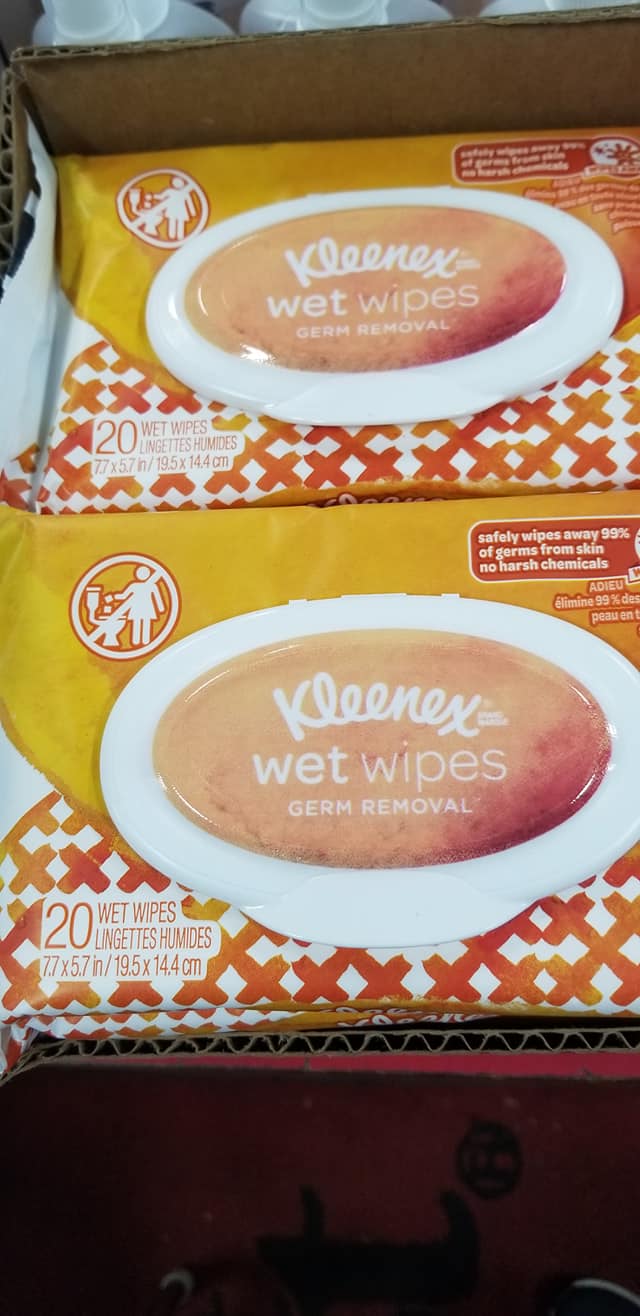 safely wipes away 99%
of germs from skin
no harsh chemicals
Kleenex
wet wipes
GERM REMOVAL
20 WET WIPES
LINGETTES HUMIDES
7.7 x 5.7 in / 19.5 x 14.4 cm
Kleenex
safely wipes away 99%
of germs from skin
no harsh chemicals
ADIEU
élimine 99 % des
peau en
Kleenex
wet wipes
GERM REMOVAL
20 WET WIPES
LINGETTES HUMIDES
7.7 x 5.7 in / 19.5 x 14.4 cm
Kleenex